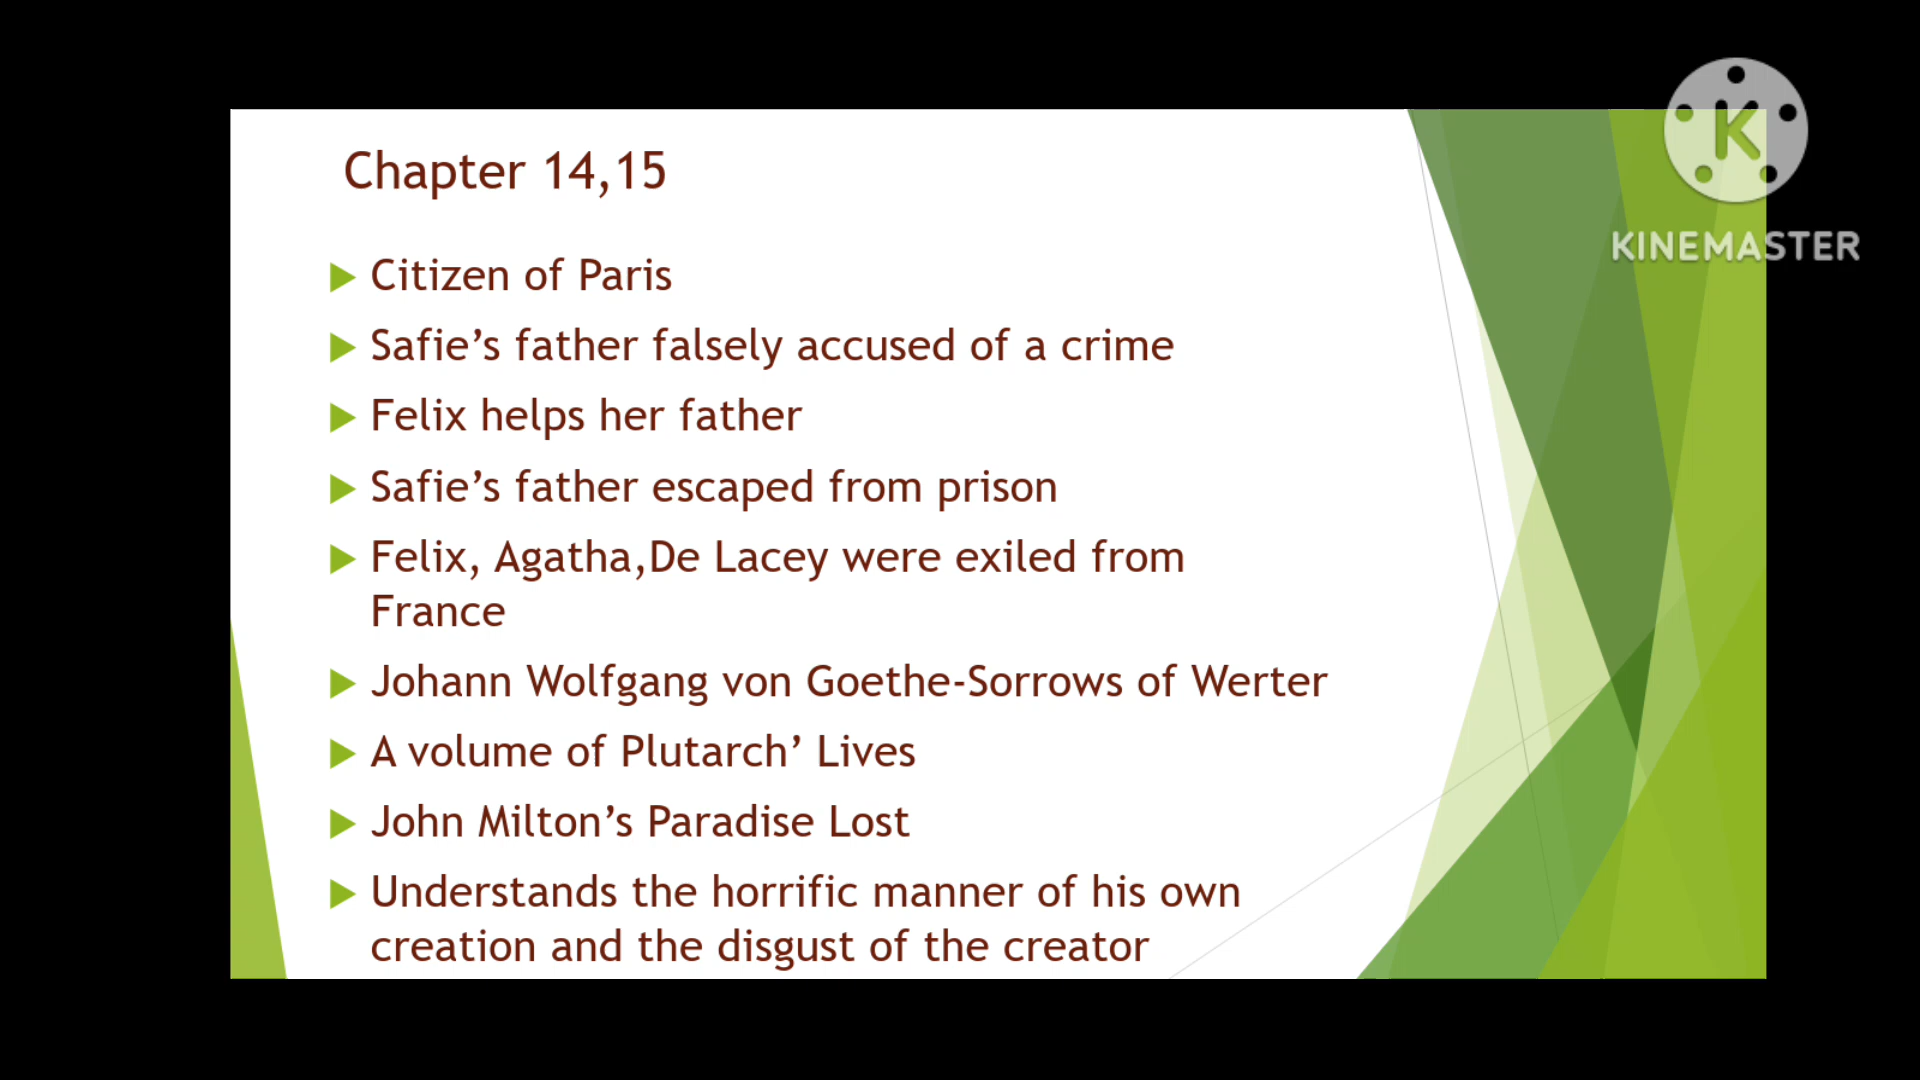 Chapter 14,15
Citizen of Paris
Safie’s father falsely accused of a crime
Felix helps her father
Safie’s father escaped from prison
Felix, Agatha,De Lacey were exiled from
France
Johann Wolfgang von Goethe-Sorrows of Werter
A volume of Plutarch’ Lives
John Milton’s Paradise Lost
Understands the horrific manner of his own
creation and the disgust of the creator
K
KINEMASTER